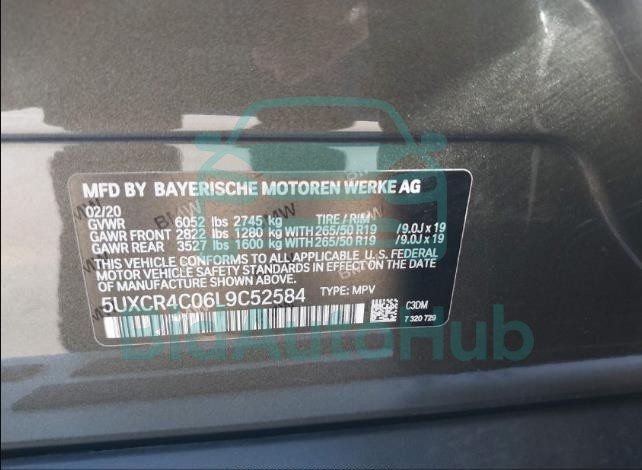 MFD BY BAYERISCHE MOTOREN WERKE AG
02/20
GVWR 6052 lbs 2745 kg TIRE / RIM
GAWR FRONT 2822 lbs 1280 kg WITH 265/50 R19 /9.0J x 19
GAWR REAR 3527 lbs 1600 kg WITH 265/50 R19 /9.0J x 19
THIS VEHICLE CONFORMS TO ALL APPLICABLE U. S. FEDERAL
MOTOR VEHICLE SAFETY STANDARDS IN EFFECT ON THE DATE OF
MANUFACTURE SHOWN ABOVE.
5UXCR4C06L9C52584 TYPE: MPV
C3DM
7 320 729
BidAutoHub